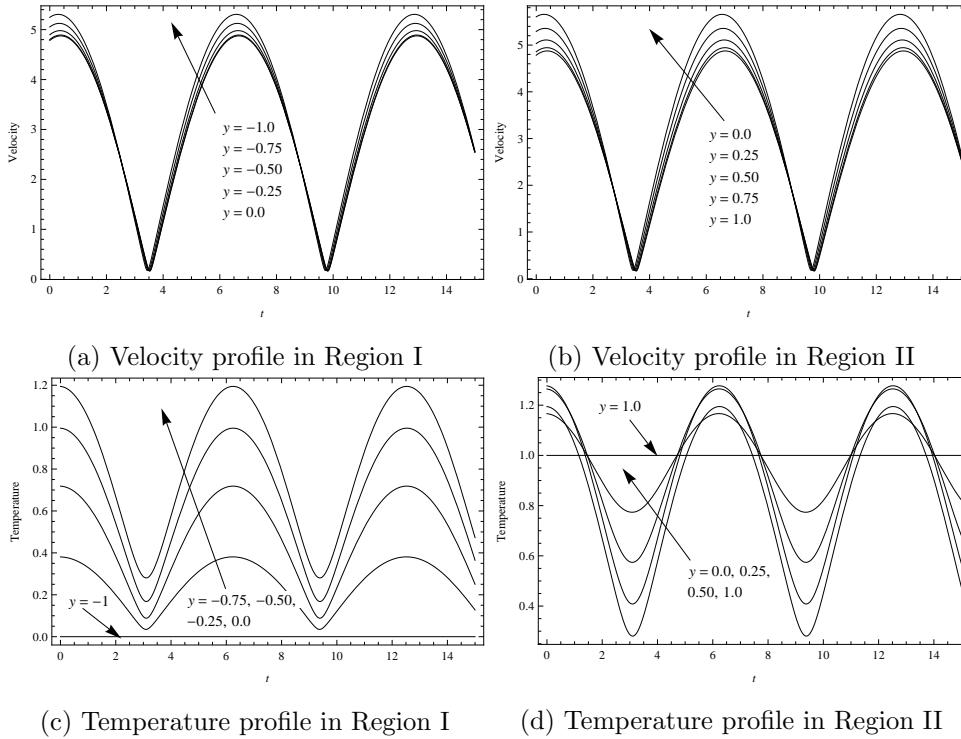 5
4
3
2
1
0
Velocity
y = −1.0
y = −0.75
y = −0.50
y = −0.25
y = 0.0
0 2 4 6 8 10 12 14
t
(a) Velocity profile in Region I
5
4
3
2
1
0
Velocity
y = 0.0
y = 0.25
y = 0.50
y = 0.75
y = 1.0
0 2 4 6 8 10 12 14
t
(b) Velocity profile in Region II
1.2
1.0
0.8
0.6
0.4
0.2
0.0
Temperature
y = −1
y = −0.75, −0.50,
−0.25, 0.0
0 2 4 6 8 10 12 14
t
(c) Temperature profile in Region I
1.2
1.0
0.8
0.6
0.4
Temperature
y = 1.0
y = 0.0, 0.25,
0.50, 1.0
0 2 4 6 8 10 12 14
t
(d) Temperature profile in Region II